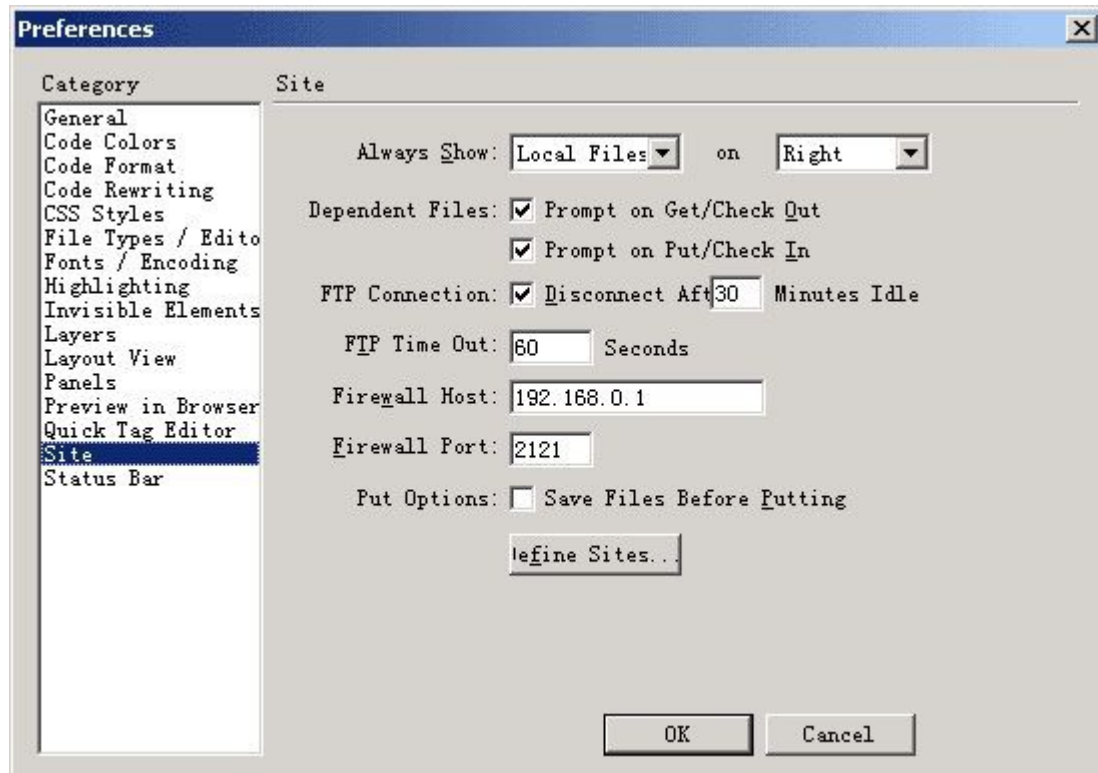 Preferences
Category
General
Code Colors
Code Format
Code Rewriting
CSS Styles
File Types / Edito
Fonts / Encoding
Highlighting
Invisible Elements
Layers
Layout View
Panels
Preview in Browser
Quick Tag Editor
Site
Status Bar
Site
Always Show: Local Files on Right
Dependent Files: Prompt on Get/Check Out
Prompt on Put/Check In
FTP Connection: Disconnect Aft 30 Minutes Idle
FTP Time Out: 60 Seconds
Firewall Host: 192.168.0.1
Firewall Port: 2121
Put Options: Save Files Before Putting
efine Sites...
OK Cancel